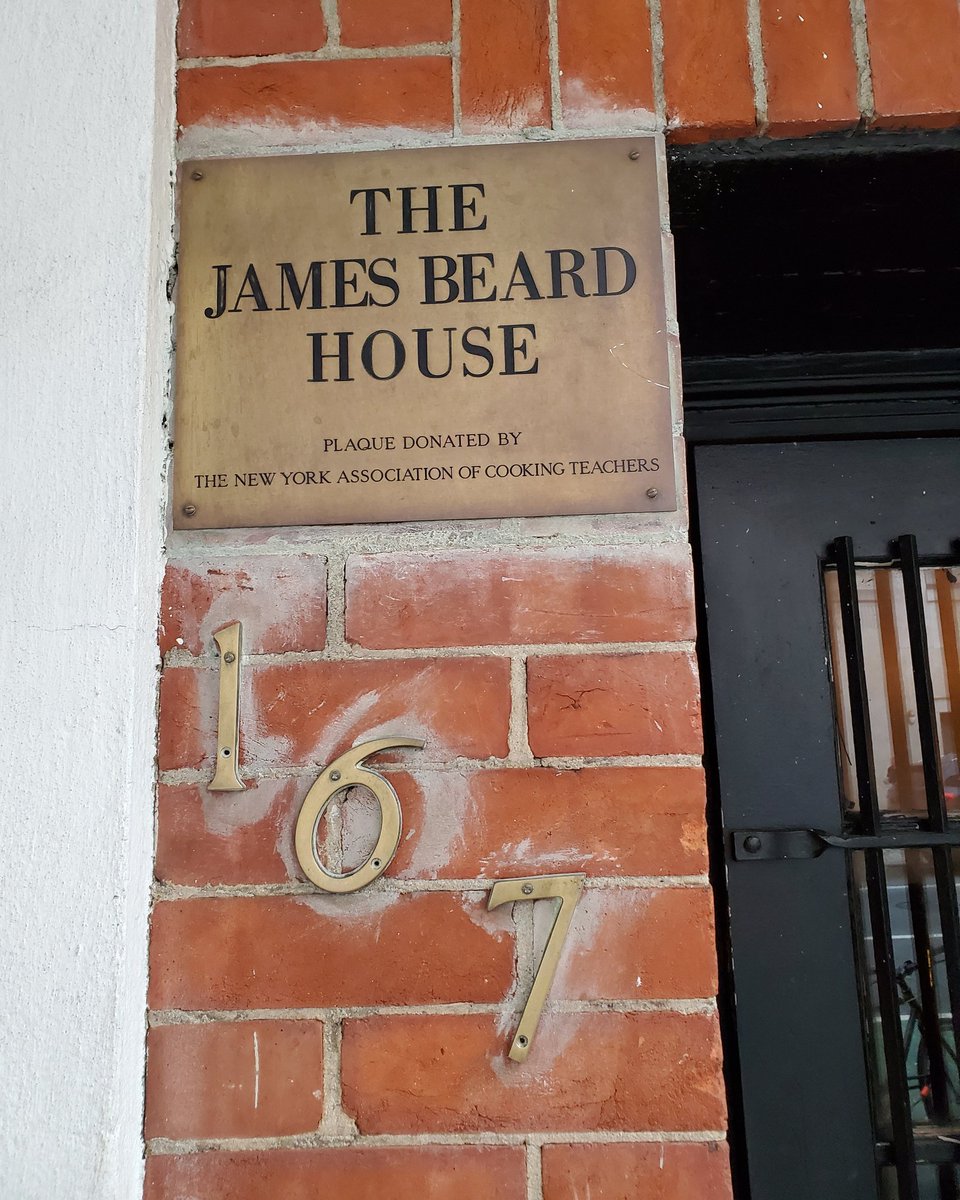 THE
JAMES BEARD
HOUSE
PLAQUE DONATED BY
THE NEW YORK ASSOCIATION OF COOKING TEACHERS
167